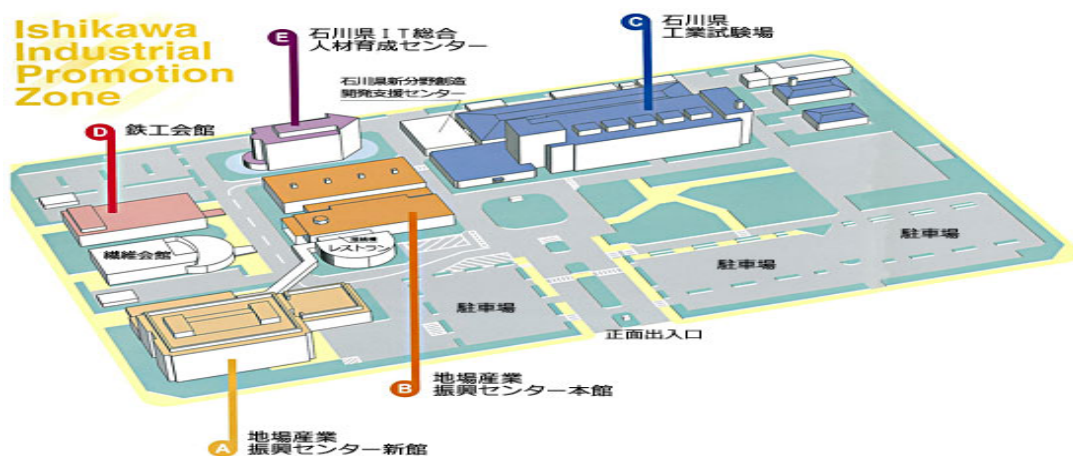 Ishikawa
Industrial
Promotion
Zone
E
石川県IT総合
人材育成センター
C
石川県
工業試験場
石川県新分野創造
開発支援センター
D
鉄工会館
繊維会館
レストラン
駐車場
駐車場
駐車場
正面出入口
B
地場産業
振興センター本館
A
地場産業
振興センター新館